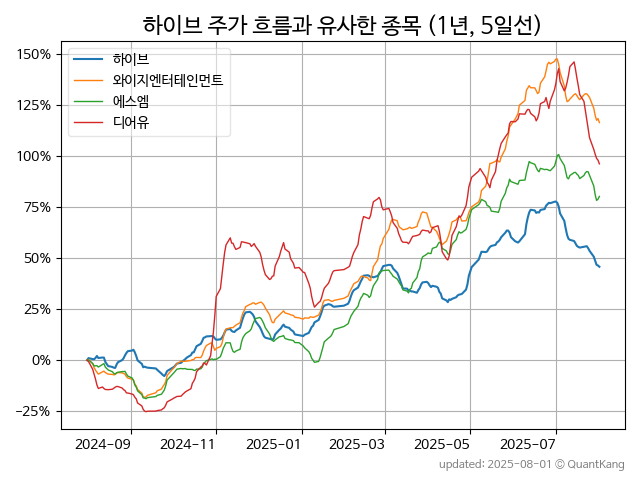 하이브 주가 흐름과 유사한 종목 (1년, 5일선)
150%
125%
100%
75%
50%
25%
0%
−25%
하이브
와이지엔터테인먼트
에스엠
디어유
2024-09
2024-11
2025-01
2025-03
2025-05
2025-07
updated: 2025-08-01 © QuantKang